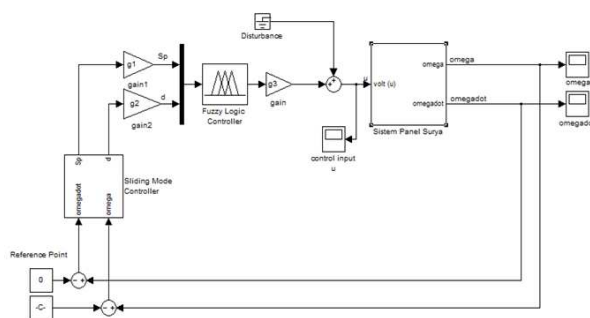 Disturbance
g1
Sp
gain1
g2
d
gain2
Fuzzy Logic
Controller
g3
gain
u
volt (u)
omega
omegadot
Sistem Panel Surya
omega
omegadot
omega
omegado
control input
u
Sp
d
omegadot
omega
Sliding Mode
Controller
Reference Point
0
-C-